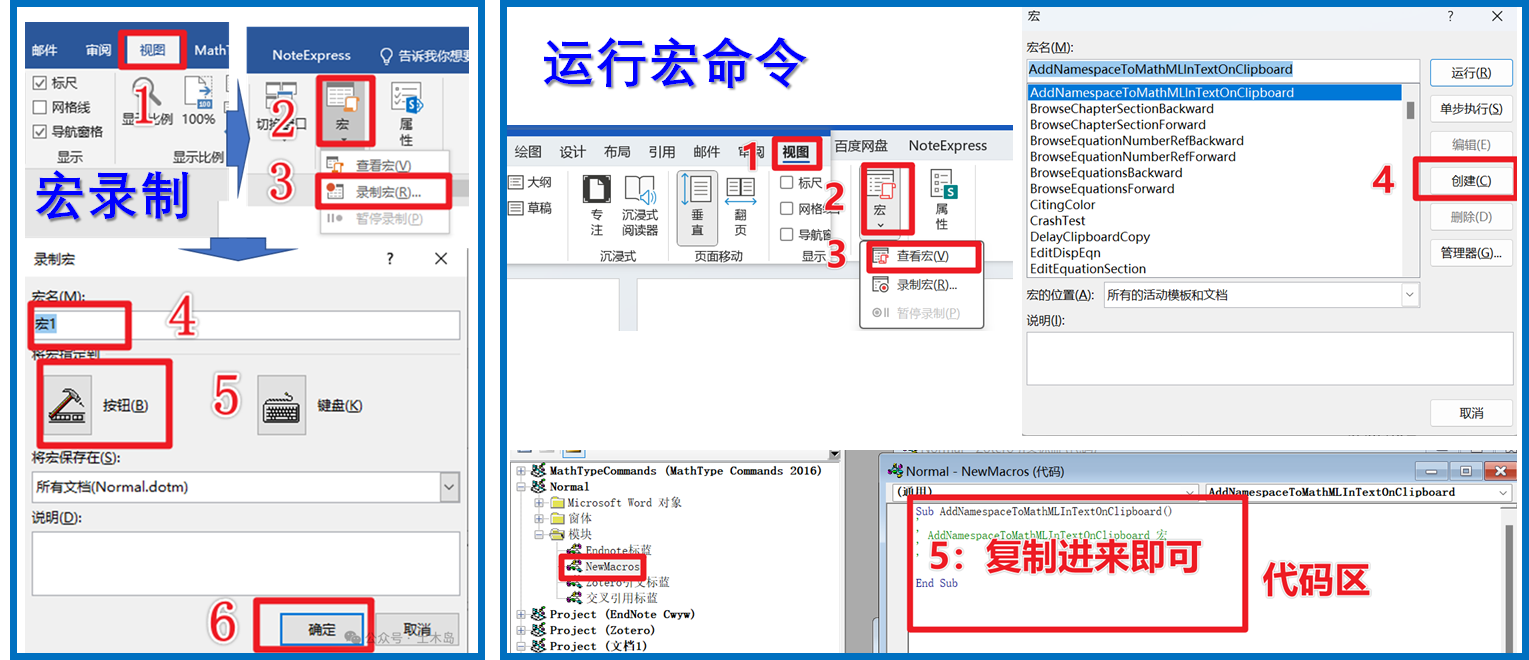 邮件 审阅 视图 Math
标尺
网格线
导航窗格
显示
1
100%
显示比例
宏录制
NoteExpress 告诉我你想要
2
宏
属性
3
查看宏(V)
录制宏(R)...
暂停录制(P)
录制宏
? ×
宏名(M):
4
宏1
将宏指定到
按钮(B)
5
键盘(K)
将宏保存在(S):
所有文档(Normal.dotm)
说明(D):
6
确定
取消
公众号 · 土木岛
运行宏命令
绘图 设计 布局 引用 邮件 审阅 视图 百度网盘 NoteExpress
1
大纲
草稿
专注
沉浸式阅读器
沉浸式
垂直
翻页
页面移动
标尺
网格线
导航窗
显示
2
宏
属性
3
查看宏(V)
录制宏(R)...
暂停录制(P)
宏
? ×
宏名(M):
AddNamespaceToMathMLInTextOnClipboard
AddNamespaceToMathMLInTextOnClipboard
BrowseChapterSectionBackward
BrowseChapterSectionForward
BrowseEquationNumberRefBackward
BrowseEquationNumberRefForward
BrowseEquationsBackward
BrowseEquationsForward
CitingColor
CrashTest
DelayClipboardCopy
EditDispEqn
EditEquationSection
运行(R)
单步执行(S)
编辑(E)
4
创建(C)
删除(D)
管理器(G)...
宏的位置(A): 所有的活动模板和文档
说明(I):
取消
MathTypeCommands (MathType Commands 2016)
Normal
Microsoft Word 对象
窗体
模块
Endnote标蓝
NewMacros
Zotero引文标蓝
交叉引用标蓝
Project (EndNote Cwyw)
Project (Zotero)
Project (文档1)
Normal - NewMacros (代码)
(通用) AddNamespaceToMathMLInTextOnClipboard
Sub AddNamespaceToMathMLInTextOnClipboard()
'
' AddNamespaceToMathMLInTextOnClipboard 宏
5：复制进来即可
End Sub
代码区